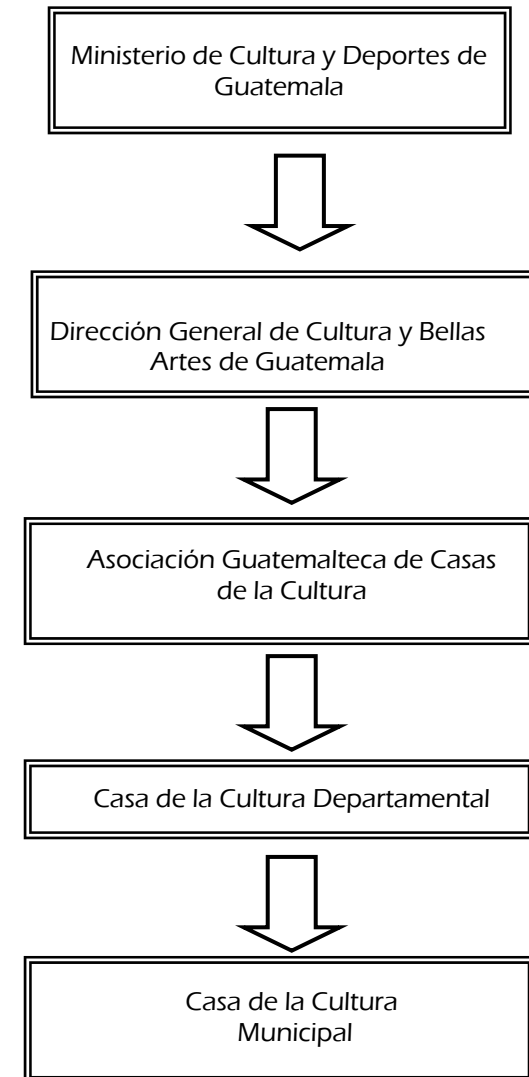 Ministerio de Cultura y Deportes de
Guatemala
Dirección General de Cultura y Bellas
Artes de Guatemala
Asociación Guatemalteca de Casas
de la Cultura
Casa de la Cultura Departamental
Casa de la Cultura
Municipal